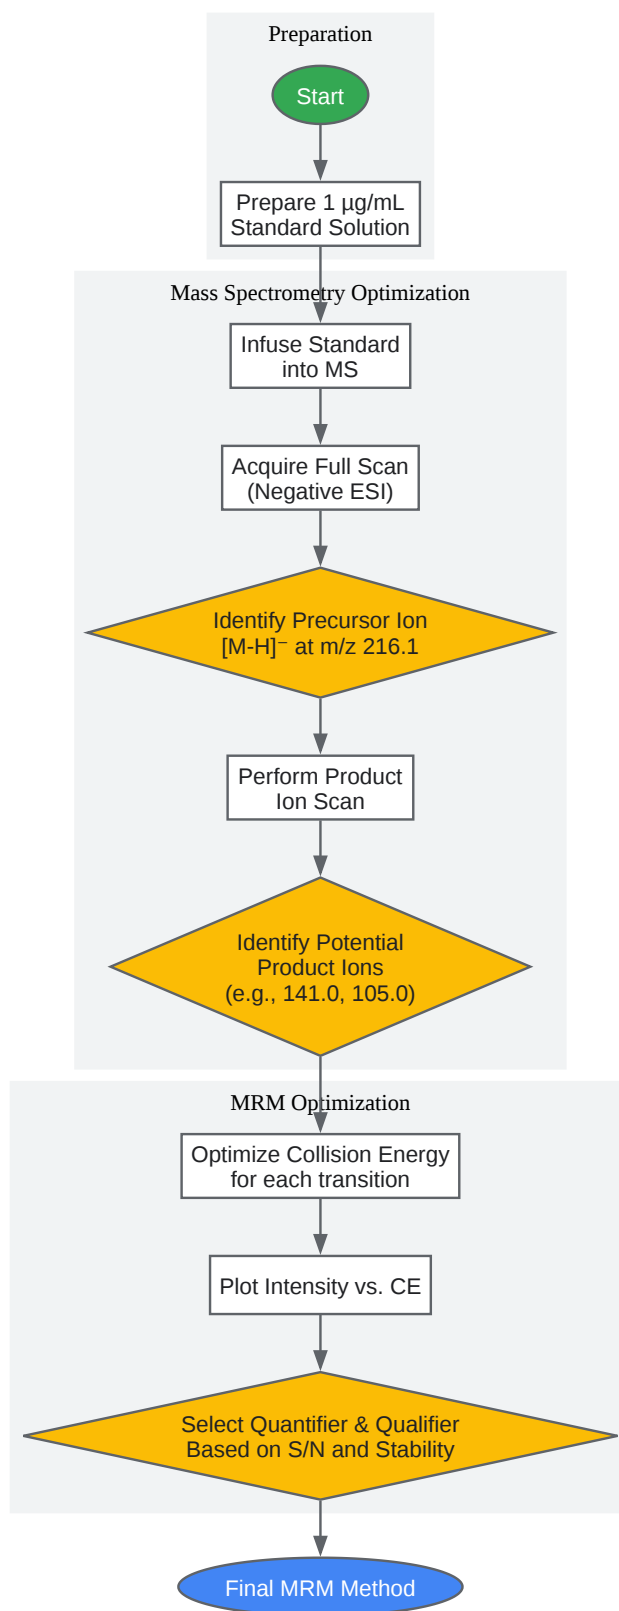 Preparation
Start
Prepare 1 µg/mL
Standard Solution
Mass Spectrometry Optimization
Infuse Standard
into MS
Acquire Full Scan
(Negative ESI)
Identify Precursor Ion
[M-H]⁻ at m/z 216.1
Perform Product
Ion Scan
Identify Potential
Product Ions
(e.g., 141.0, 105.0)
MRM Optimization
Optimize Collision Energy
for each transition
Plot Intensity vs. CE
Select Quantifier & Qualifier
Based on S/N and Stability
Final MRM Method